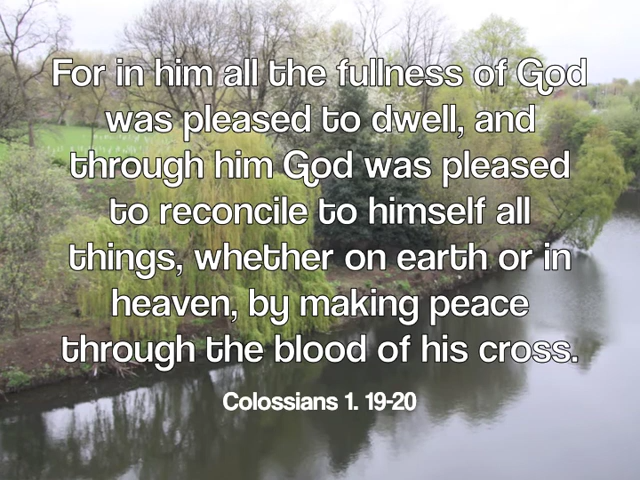 For in him all the fullness of God
was pleased to dwell, and
through him God was pleased
to reconcile to himself all
things, whether on earth or in
heaven, by making peace
through the blood of his cross.
Colossians 1. 19-20